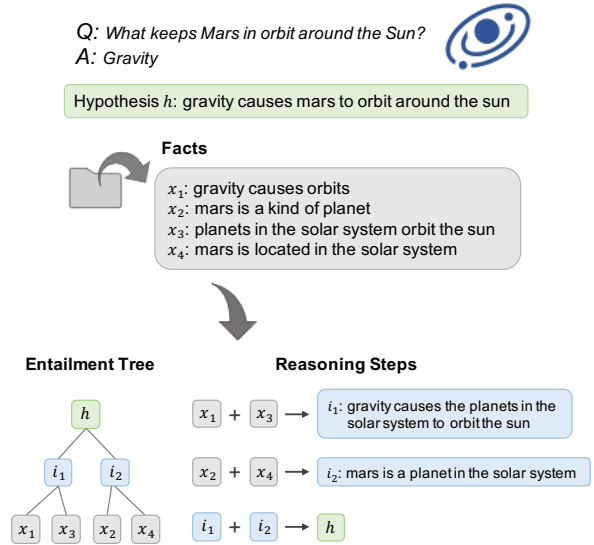 Q: What keeps Mars in orbit around the Sun?
A: Gravity
Hypothesis h: gravity causes mars to orbit around the sun
Facts
x₁: gravity causes orbits
x₂: mars is a kind of planet
x₃: planets in the solar system orbit the sun
x₄: mars is located in the solar system
Entailment Tree
h
i₁ i₂
x₁ x₃ x₂ x₄
Reasoning Steps
x₁ + x₃ → i₁: gravity causes the planets in the
solar system to orbit the sun
x₂ + x₄ → i₂: mars is a planet in the solar system
i₁ + i₂ → h